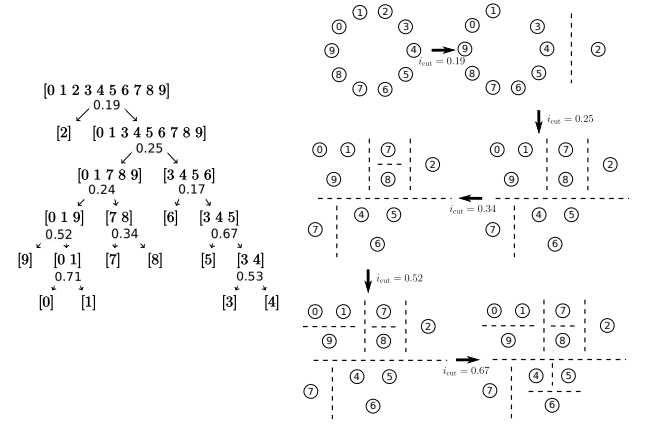 [0 1 2 3 4 5 6 7 8 9]
0.19
[2] [0 1 3 4 5 6 7 8 9]
0.25
[0 1 7 8 9] [3 4 5 6]
0.24 0.17
[0 1 9] [7 8] [6] [3 4 5]
0.52 0.34 0.67
[9] [0 1] [7] [8] [5] [3 4]
0.71 0.53
[0] [1] [3] [4]
1 2
0 3
9 4
8 5
7 6
i_cut = 0.19
1
0 3
9 4 2
8 5
7 6
i_cut = 0.25
0 1 7
2
9 8
4 5
7
6
i_cut = 0.34
0 1 7
2
9 8
4 5
7
6
i_cut = 0.52
0 1 7
2
9 8
4 5
7
6
i_cut = 0.67
0 1 7
2
9 8
4 5
7
6